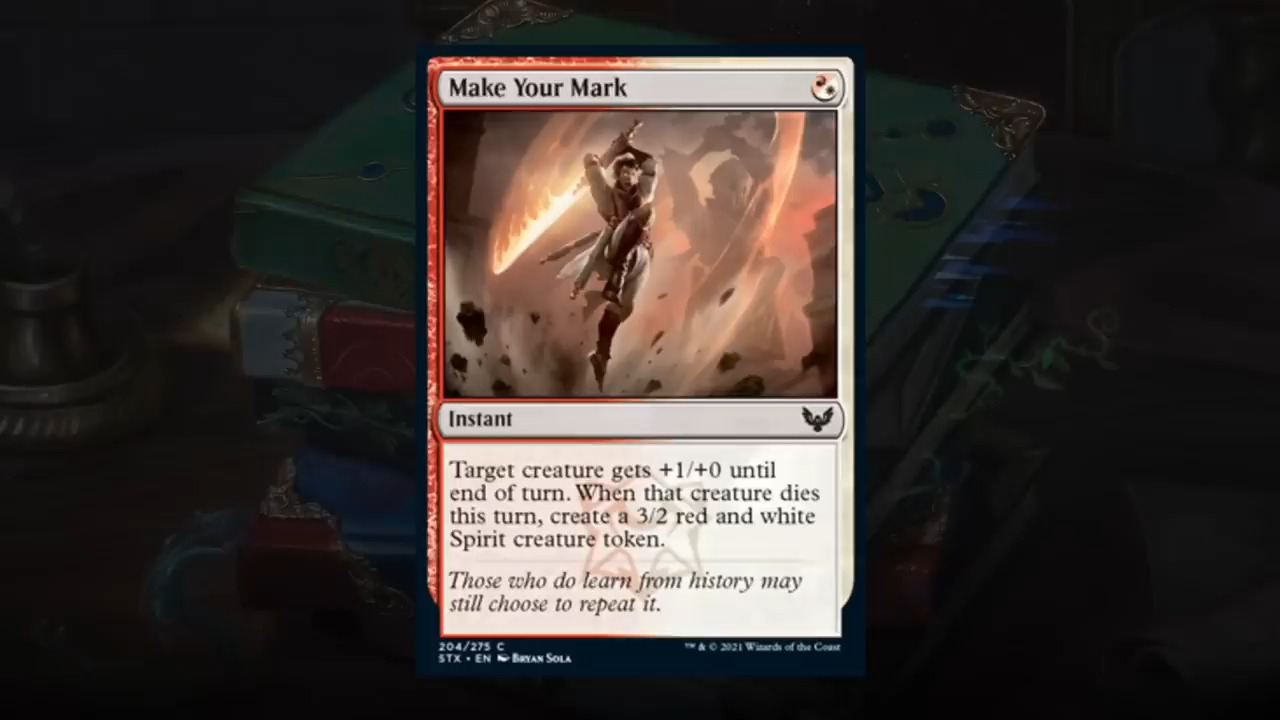 Make Your Mark
Instant
Target creature gets +1/+0 until
end of turn. When that creature dies
this turn, create a 3/2 red and white
Spirit creature token.
Those who do learn from history may
still choose to repeat it.
204/275 C
STX • EN Bryan Sola
™ & © 2021 Wizards of the Coast